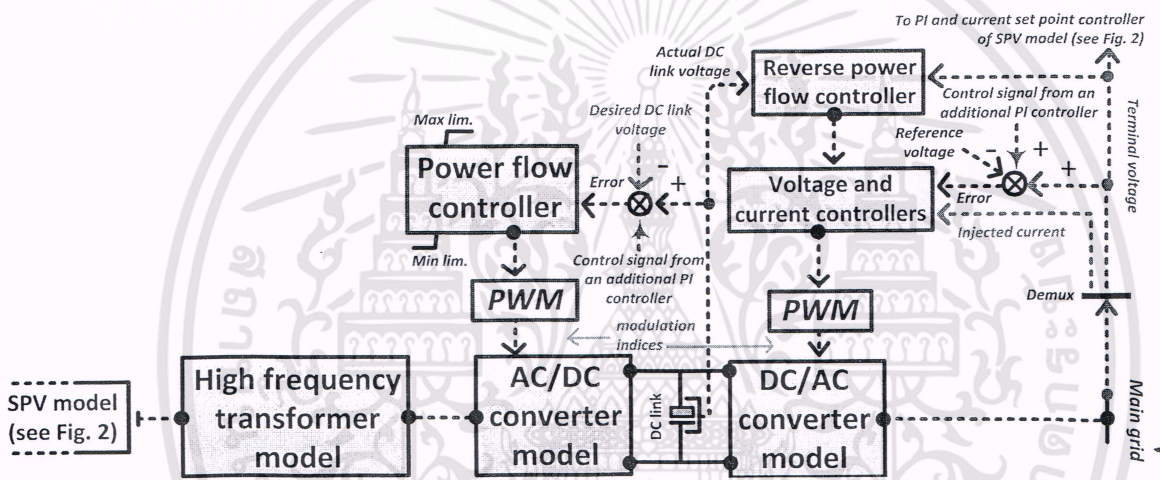 To PI and current set point controller
of SPV model (see Fig. 2)
Actual DC
link voltage
Reverse power
flow controller
Control signal from an
additional PI controller
Terminal voltage
Desired DC link
voltage
Reference
voltage
Max lim.
Power flow
controller
Error
-
+
Voltage and
current controllers
-
+
+
Error
Injected current
Min lim.
Control signal from
an additional PI
controller
Demux
PWM
PWM
modulation
indices
SPV model
(see Fig. 2)
High frequency
transformer
model
AC/DC
converter
model
DC link
DC/AC
converter
model
Main grid